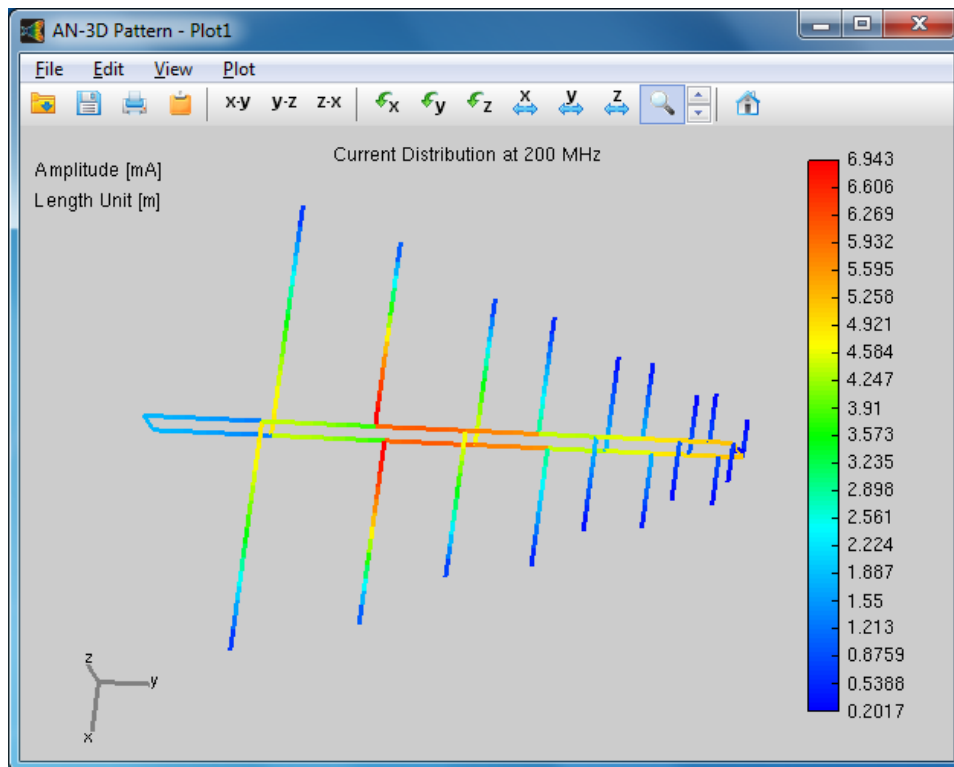 AN-3D Pattern - Plot1
File Edit View Plot
x-y y-z z-x x y z x y z
Current Distribution at 200 MHz
Amplitude [mA]
Length Unit [m]
6.943
6.606
6.269
5.932
5.595
5.258
4.921
4.584
4.247
3.91
3.573
3.235
2.898
2.561
2.224
1.887
1.55
1.213
0.8759
0.5388
0.2017
z
y
x